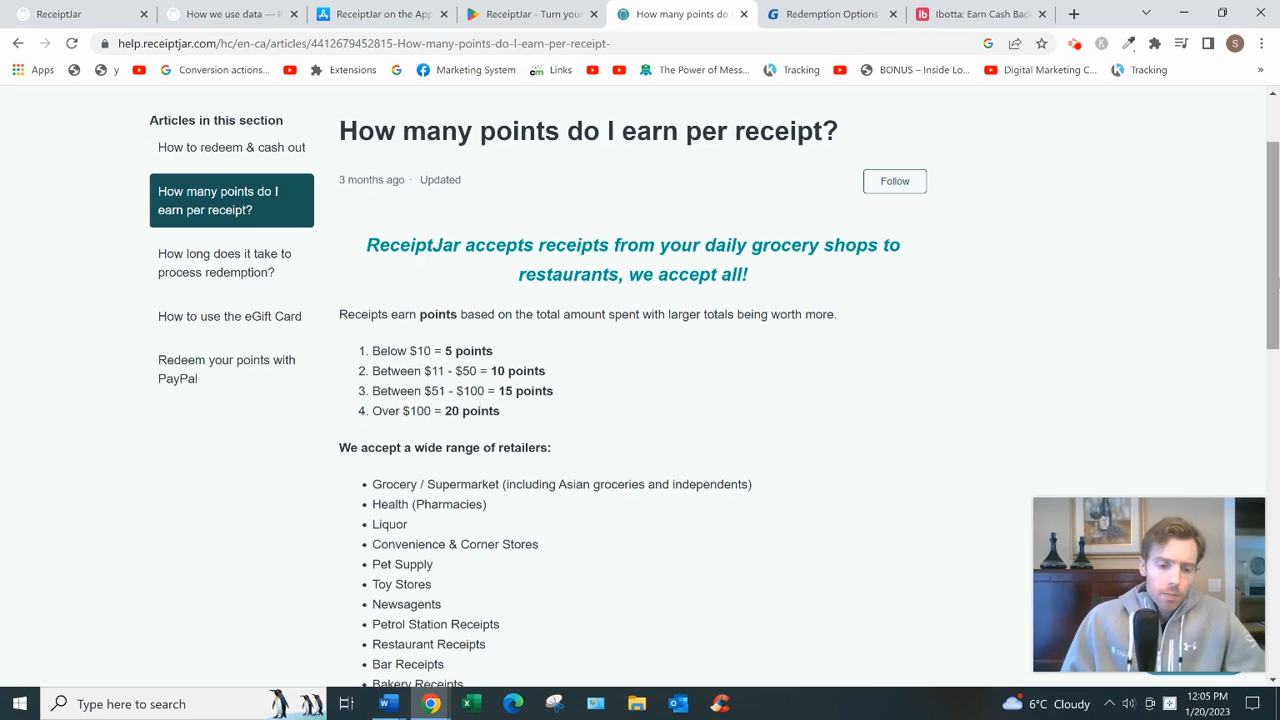 ReceiptJar
How we use data — R
ReceiptJar on the App
ReceiptJar - Turn your
How many points do
Redemption Options
Ibotta: Earn Cash Back
help.receiptjar.com/hc/en-ca/articles/4412679452815-How-many-points-do-I-earn-per-receipt-
S
Apps
y
Conversion actions...
Extensions
Marketing System
Links
The Power of Mess...
Tracking
BONUS – Inside Lo...
Digital Marketing C...
Tracking
»
Articles in this section
How to redeem & cash out
How many points do I
earn per receipt?
How long does it take to
process redemption?
How to use the eGift Card
Redeem your points with
PayPal
How many points do I earn per receipt?
3 months ago · Updated
Follow
ReceiptJar accepts receipts from your daily grocery shops to
restaurants, we accept all!
Receipts earn points based on the total amount spent with larger totals being worth more.
1. Below $10 = 5 points
2. Between $11 - $50 = 10 points
3. Between $51 - $100 = 15 points
4. Over $100 = 20 points
We accept a wide range of retailers:
• Grocery / Supermarket (including Asian groceries and independents)
• Health (Pharmacies)
• Liquor
• Convenience & Corner Stores
• Pet Supply
• Toy Stores
• Newsagents
• Petrol Station Receipts
• Restaurant Receipts
• Bar Receipts
• Bakery Receipts
Type here to search
6°C Cloudy
12:05 PM
1/20/2023